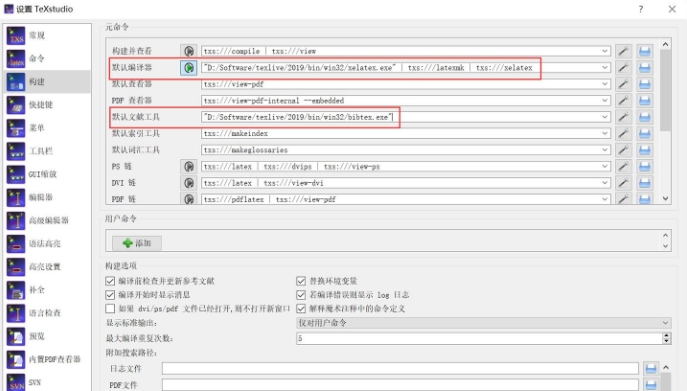 设置 TeXstudio
?
×
常规
命令
构建
快捷键
菜单
工具栏
GUI缩放
编辑器
高级编辑器
语法高亮
高亮设置
补全
语言检查
预览
内置PDF查看器
SVN
元命令
构建并查看 txs:///compile | txs:///view
默认编译器 "D:/Software/texlive/2019/bin/win32/xelatex.exe" | txs:///latexmk | txs:///xelatex
默认查看器 txs:///view-pdf
PDF 查看器 txs:///view-pdf-internal --embedded
默认文献工具 "D:/Software/texlive/2019/bin/win32/bibtex.exe"
默认索引工具 txs:///makeindex
默认词汇工具 txs:///makeglossaries
PS 链 txs:///latex | txs:///dvips | txs:///view-ps
DVI 链 txs:///latex | txs:///view-dvi
PDF 链 txs:///pdflatex | txs:///view-pdf
用户命令
添加
构建选项
编译前检查并更新参考文献 替换环境变量
编译开始时显示消息 若编译错误则显示 log 日志
如果 dvi/ps/pdf 文件已经打开,则不打开新窗口 解释魔术注释中的命令定义
显示标准输出: 仅对用户命令
最大编译重复次数: 5
附加搜索路径:
日志文件
PDF文件